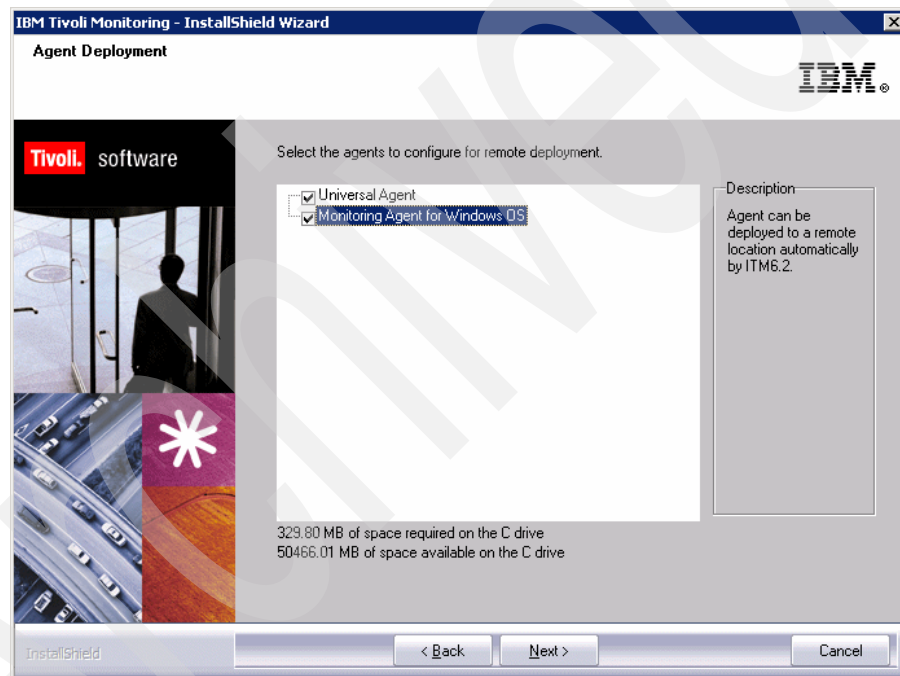 IBM Tivoli Monitoring - InstallShield Wizard
Agent Deployment
IBM®
Tivoli. software
Select the agents to configure for remote deployment.
Universal Agent
Monitoring Agent for Windows OS
Description
Agent can be
deployed to a remote
location automatically
by ITM6.2.
329.80 MB of space required on the C drive
50466.01 MB of space available on the C drive
InstallShield
< Back
Next >
Cancel